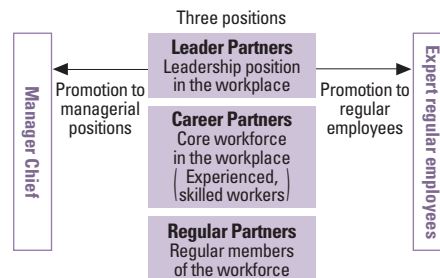 Three positions
Leader Partners
Leadership position
in the workplace
Promotion to
managerial
positions
Promotion to
regular
employees
Manager Chief
Expert regular employees
Career Partners
Core workforce
in the workplace
(Experienced,
skilled workers)
Regular Partners
Regular members
of the workforce